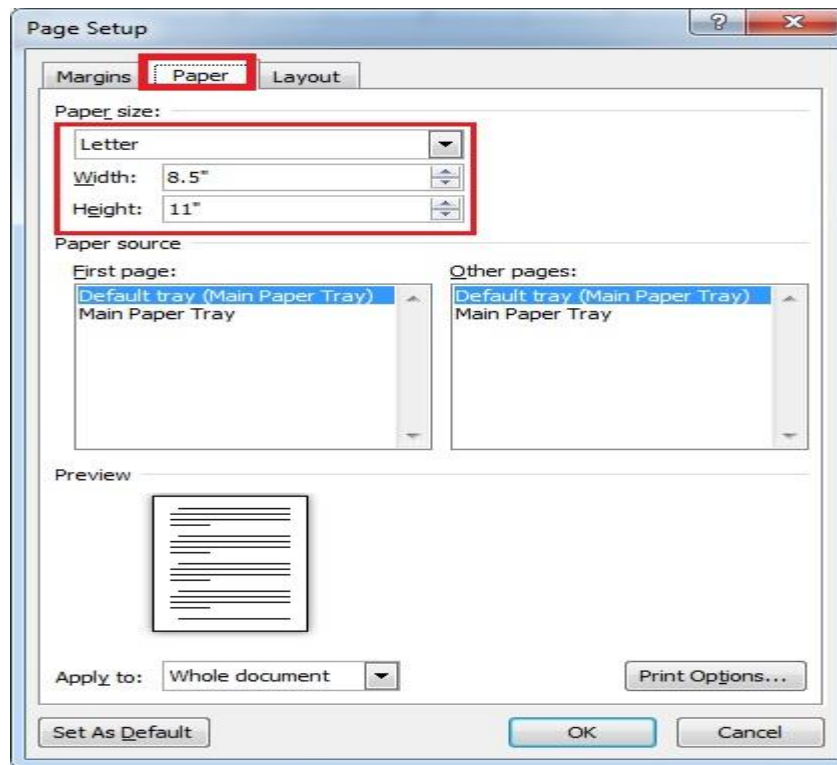 Page Setup
Margins Paper Layout
Paper size:
Letter
Width: 8.5"
Height: 11"
Paper source
First page: Other pages:
Default tray (Main Paper Tray) Default tray (Main Paper Tray)
Main Paper Tray Main Paper Tray
Preview
Apply to: Whole document Print Options...
Set As Default OK Cancel